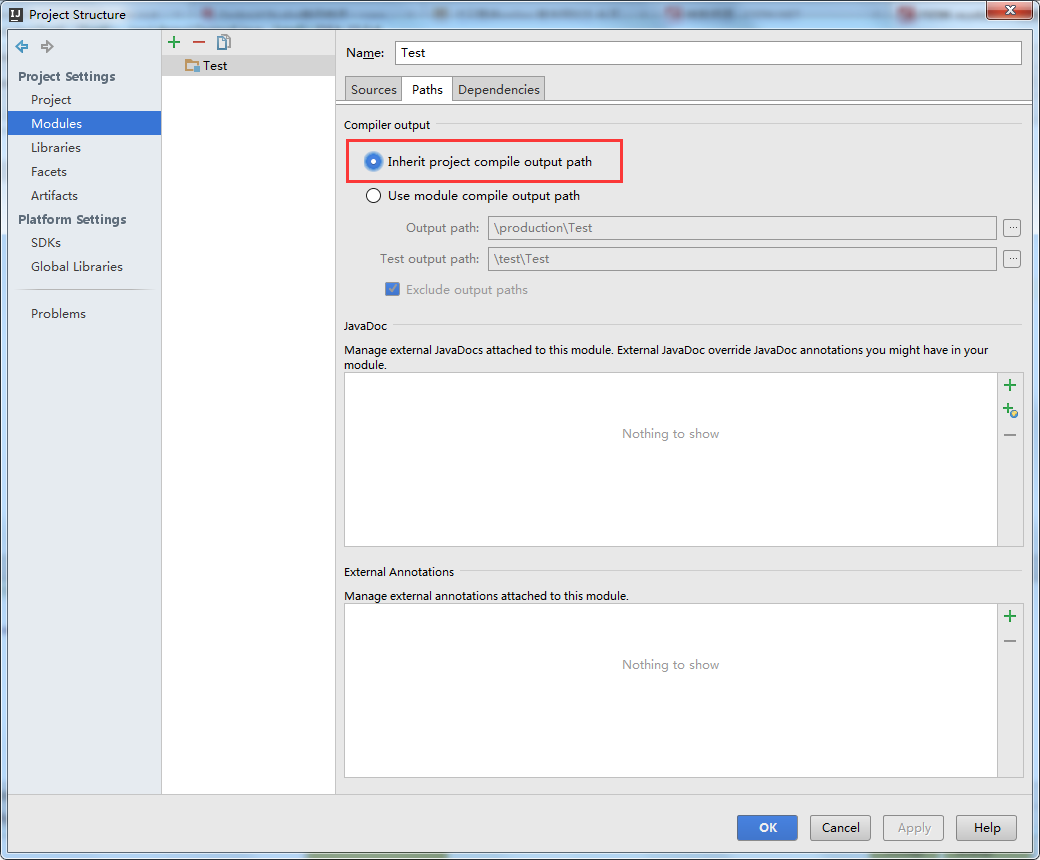 Project Structure
Project Settings
Project
Modules
Libraries
Facets
Artifacts
Platform Settings
SDKs
Global Libraries
Problems
Test
Name: Test
Sources Paths Dependencies
Compiler output
Inherit project compile output path
Use module compile output path
Output path: \production\Test
Test output path: \test\Test
Exclude output paths
JavaDoc
Manage external JavaDocs attached to this module. External JavaDoc override JavaDoc annotations you might have in your
module.
Nothing to show
External Annotations
Manage external annotations attached to this module.
Nothing to show
OK Cancel Apply Help